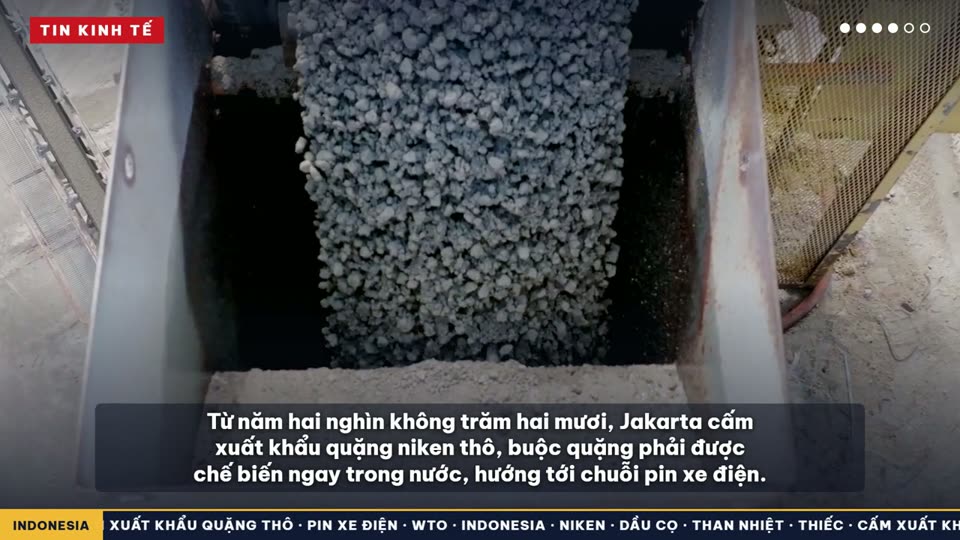 TIN KINH TẾ
Từ năm hai nghìn không trăm hai mươi, Jakarta cấm
xuất khẩu quặng niken thô, buộc quặng phải được
chế biến ngay trong nước, hướng tới chuỗi pin xe điện.
INDONESIA
XUẤT KHẨU QUẶNG THÔ · PIN XE ĐIỆN · WTO · INDONESIA · NIKEN · DẦU CỌ · THAN NHIỆT · THIẾC · CẤM XUẤT KH